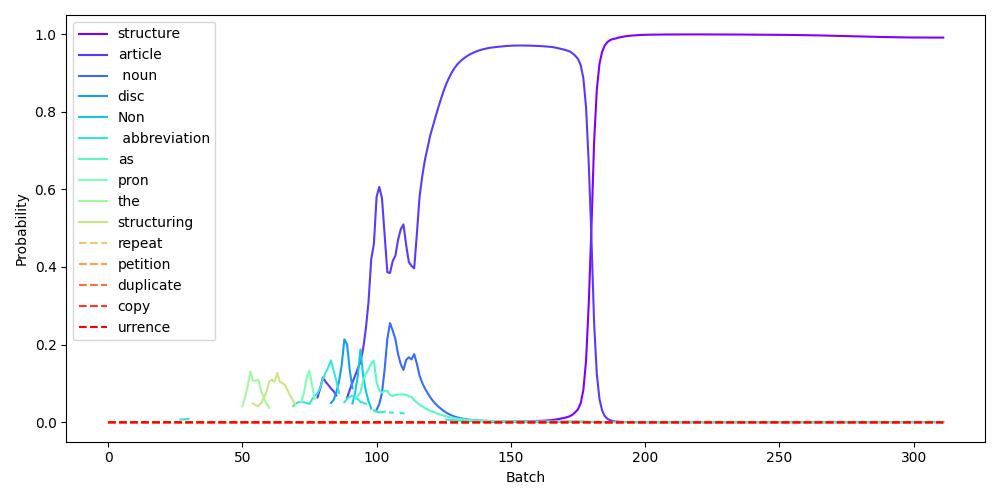 structure
article
noun
disc
Non
abbreviation
as
pron
the
structuring
repeat
petition
duplicate
copy
urrence
Probability
1.0
0.8
0.6
0.4
0.2
0.0
0 50 100 150 200 250 300
Batch